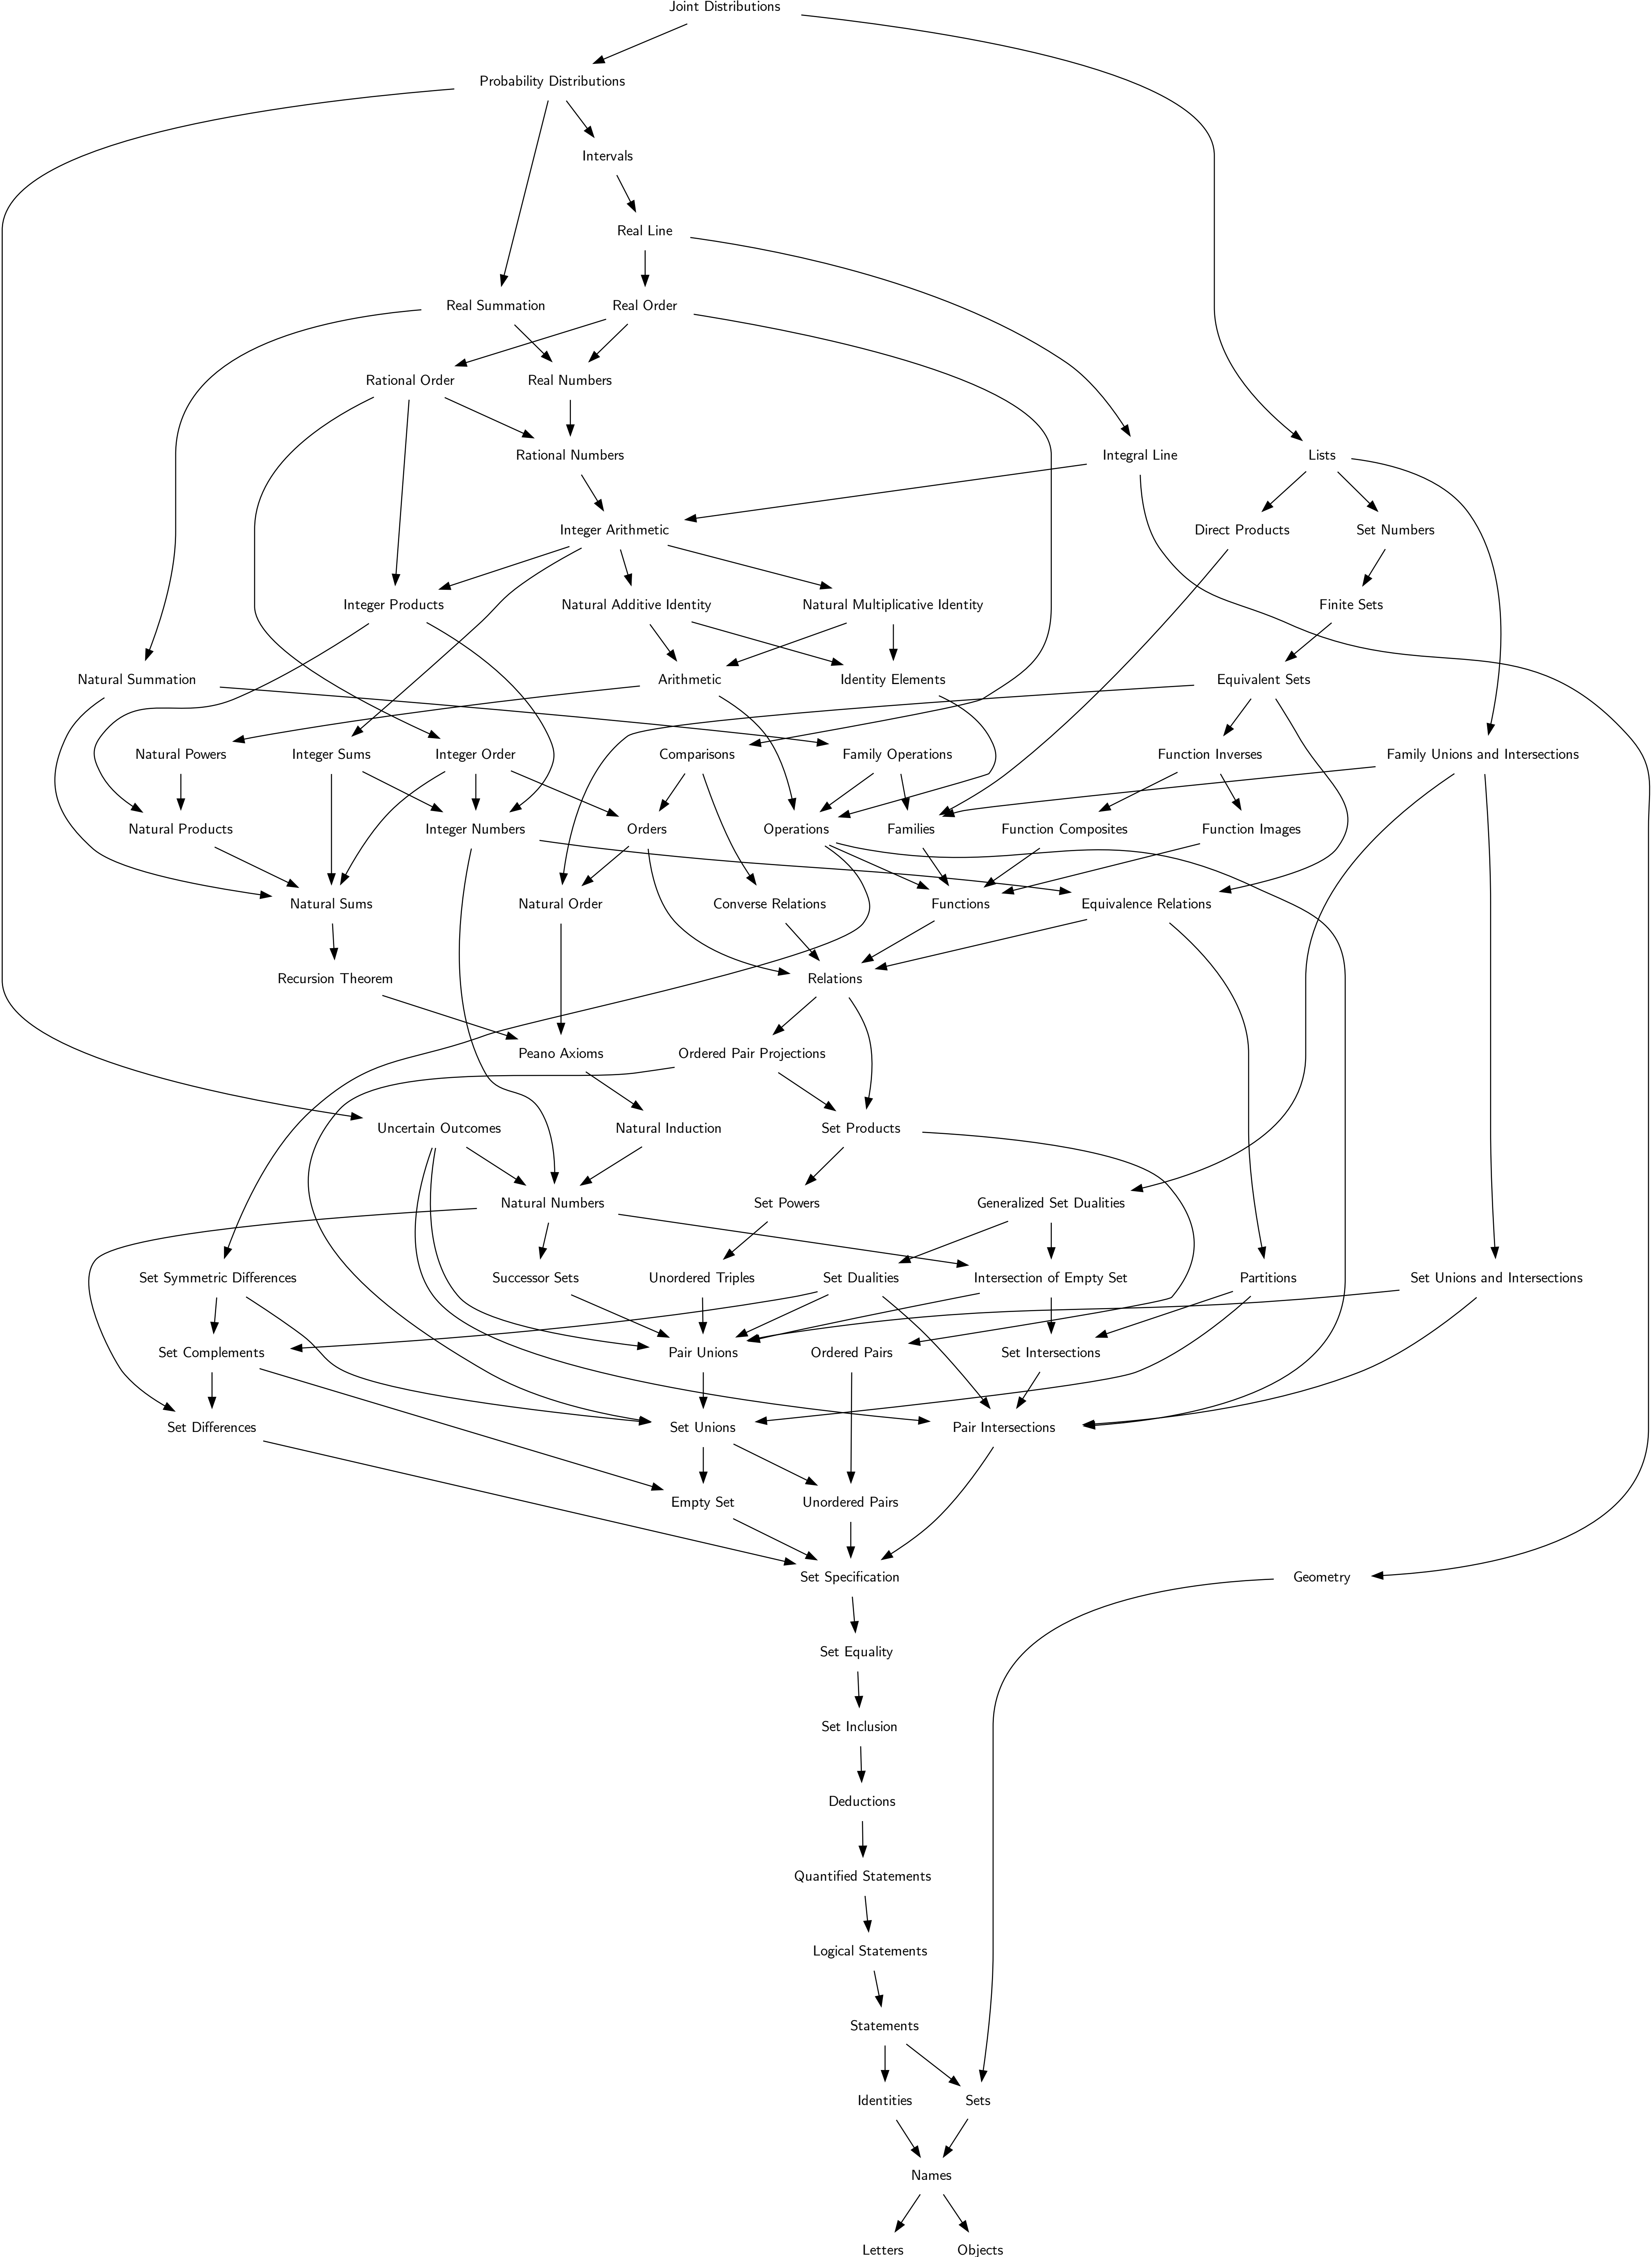 Joint Distributions
Probability Distributions
Intervals
Real Line
Real Summation
Real Order
Rational Order
Real Numbers
Rational Numbers
Integral Line
Lists
Integer Arithmetic
Direct Products
Set Numbers
Integer Products
Natural Additive Identity
Natural Multiplicative Identity
Finite Sets
Natural Summation
Arithmetic
Identity Elements
Equivalent Sets
Natural Powers
Integer Sums
Integer Order
Comparisons
Family Operations
Function Inverses
Family Unions and Intersections
Natural Products
Integer Numbers
Orders
Operations
Families
Function Composites
Function Images
Natural Sums
Natural Order
Converse Relations
Functions
Equivalence Relations
Recursion Theorem
Relations
Peano Axioms
Ordered Pair Projections
Uncertain Outcomes
Natural Induction
Set Products
Natural Numbers
Set Powers
Generalized Set Dualities
Set Symmetric Differences
Successor Sets
Unordered Triples
Set Dualities
Intersection of Empty Set
Partitions
Set Unions and Intersections
Set Complements
Pair Unions
Ordered Pairs
Set Intersections
Set Differences
Set Unions
Pair Intersections
Empty Set
Unordered Pairs
Set Specification
Geometry
Set Equality
Set Inclusion
Deductions
Quantified Statements
Logical Statements
Statements
Identities
Sets
Names
Letters
Objects